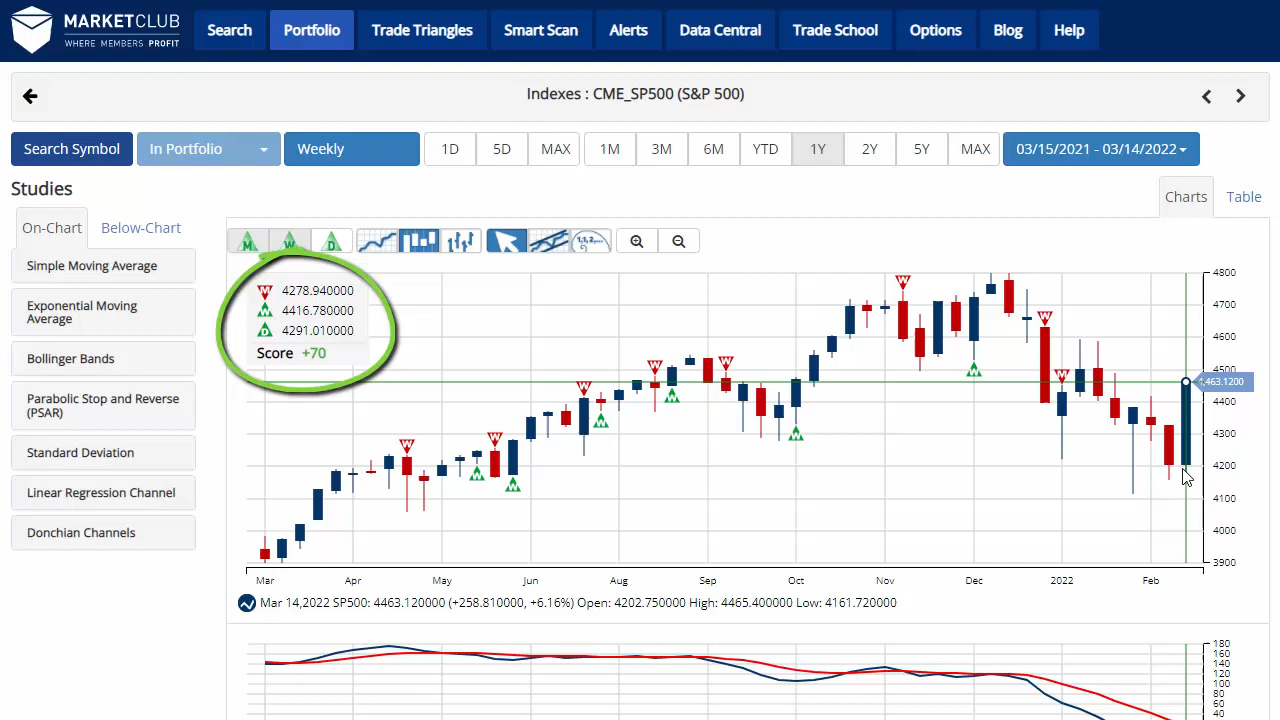 MARKETCLUB
WHERE MEMBERS PROFIT
Search Portfolio Trade Triangles Smart Scan Alerts Data Central Trade School Options Blog Help
Indexes : CME_SP500 (S&P 500)
Search Symbol In Portfolio Weekly 1D 5D MAX 1M 3M 6M YTD 1Y 2Y 5Y MAX 03/15/2021 - 03/14/2022
Studies
Charts Table
On-Chart Below-Chart
Simple Moving Average
Exponential Moving
Average
Bollinger Bands
Parabolic Stop and Reverse
(PSAR)
Standard Deviation
Linear Regression Channel
Donchian Channels
M W D
1,2,
W 4278.940000
M 4416.780000
D 4291.010000
Score +70
W W W W W W W W
M M M M M M
4800
4700
4600
4500
4,463.1200
4400
4300
4200
4100
4000
3900
Mar Apr May Jun Aug Sep Oct Nov Dec 2022 Feb
Mar 14,2022 SP500: 4463.120000 (+258.810000, +6.16%) Open: 4202.750000 High: 4465.400000 Low: 4161.720000
180
160
140
120
100
80
60
40